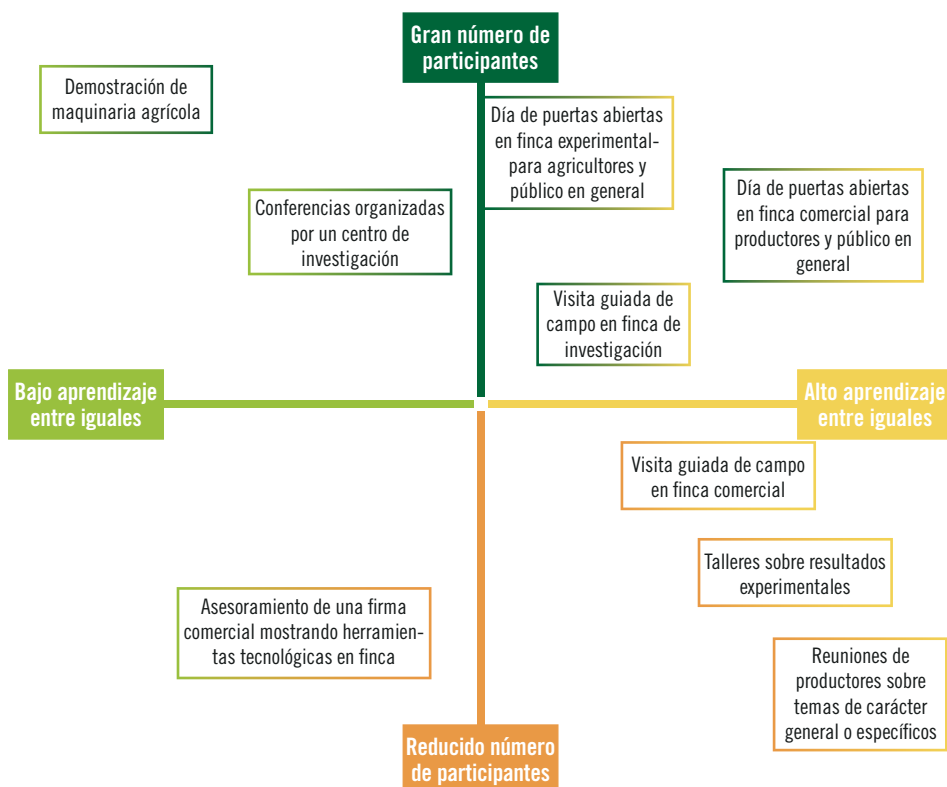 Gran número de
participantes
Demostración de
maquinaria agrícola
Día de puertas abiertas
en finca experimental-
para agricultores y
público en general
Conferencias organizadas
por un centro de
investigación
Día de puertas abiertas
en finca comercial para
productores y público en
general
Visita guiada de
campo en finca de
investigación
Bajo aprendizaje
entre iguales
Alto aprendizaje
entre iguales
Visita guiada de campo
en finca comercial
Talleres sobre resultados
experimentales
Asesoramiento de una firma
comercial mostrando herramien-
tas tecnológicas en finca
Reuniones de
productores sobre
temas de carácter
general o específicos
Reducido número
de participantes